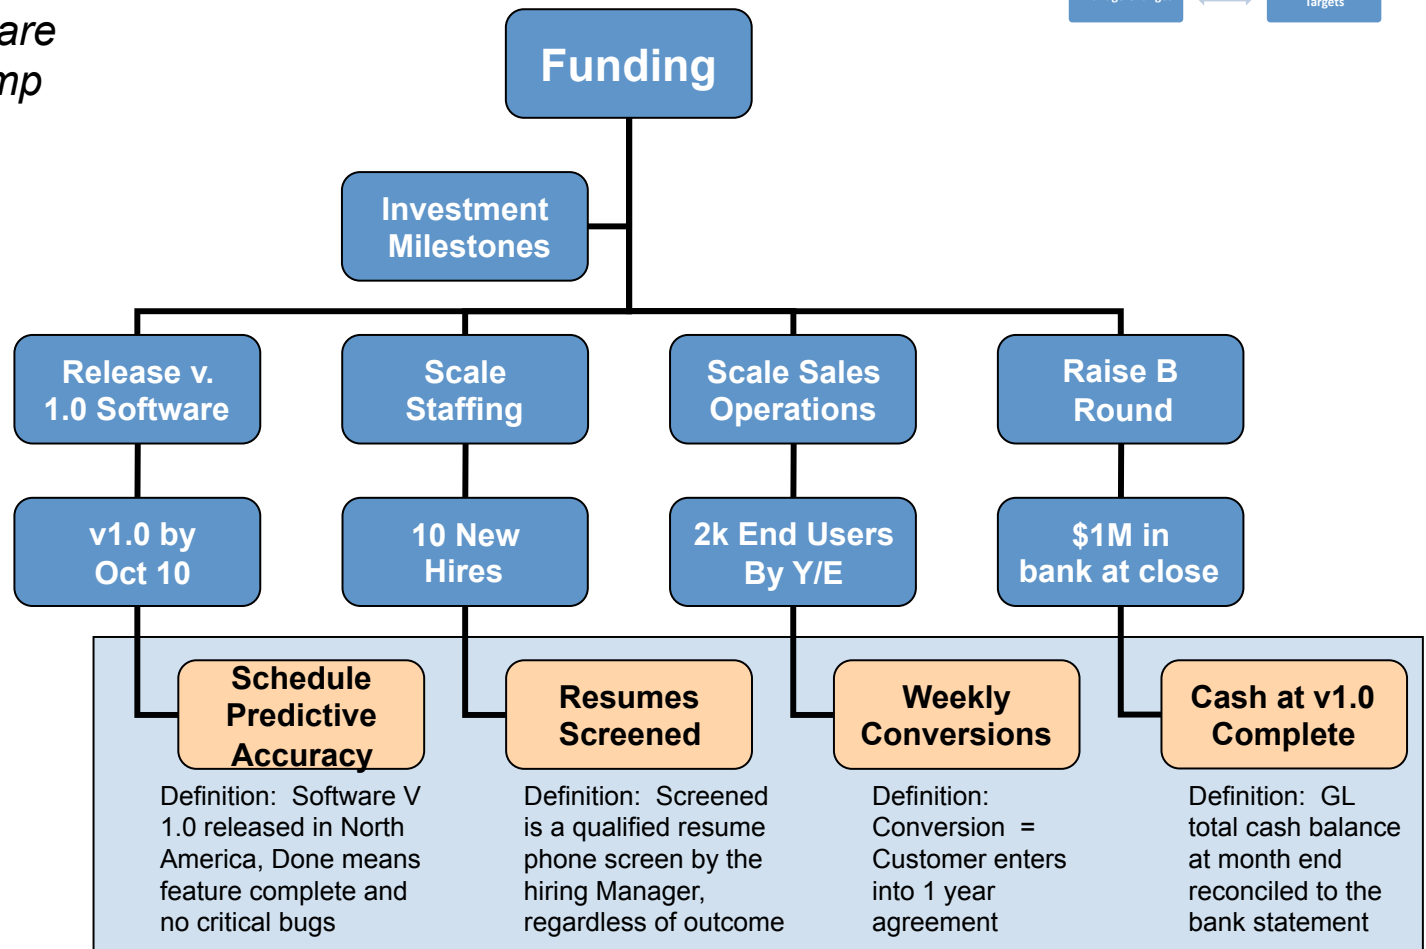 are
mp
Targets
Funding
Investment
Milestones
Release v.
1.0 Software
Scale
Staffing
Scale Sales
Operations
Raise B
Round
v1.0 by
Oct 10
10 New
Hires
2k End Users
By Y/E
$1M in
bank at close
Schedule
Predictive
Accuracy
Resumes
Screened
Weekly
Conversions
Cash at v1.0
Complete
Definition: Software V
1.0 released in North
America, Done means
feature complete and
no critical bugs
Definition: Screened
is a qualified resume
phone screen by the
hiring Manager,
regardless of outcome
Definition:
Conversion =
Customer enters
into 1 year
agreement
Definition: GL
total cash balance
at month end
reconciled to the
bank statement